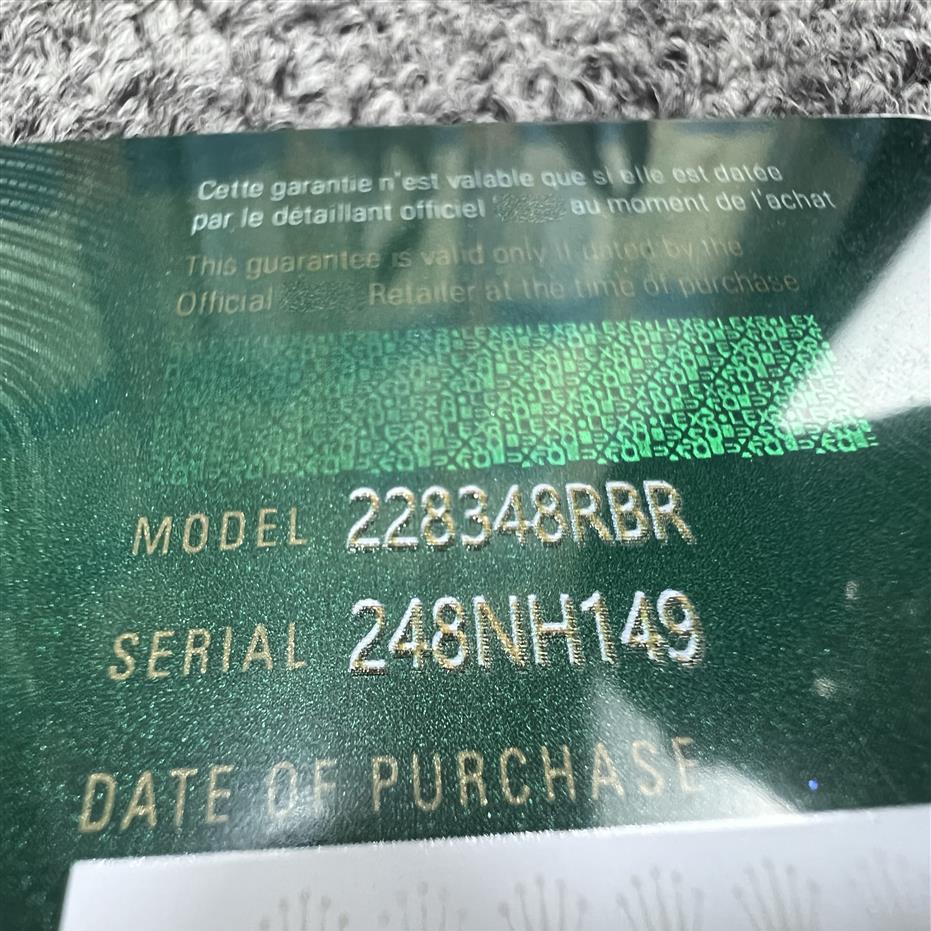 Cette garantie n'est valable que si elle est datée
par le détaillant officiel au moment de l'achat
This guarantee is valid only if dated by the
Official Retailer at the time of purchase
MODEL 228348RBR
SERIAL 248NH149
DATE OF PURCHASE